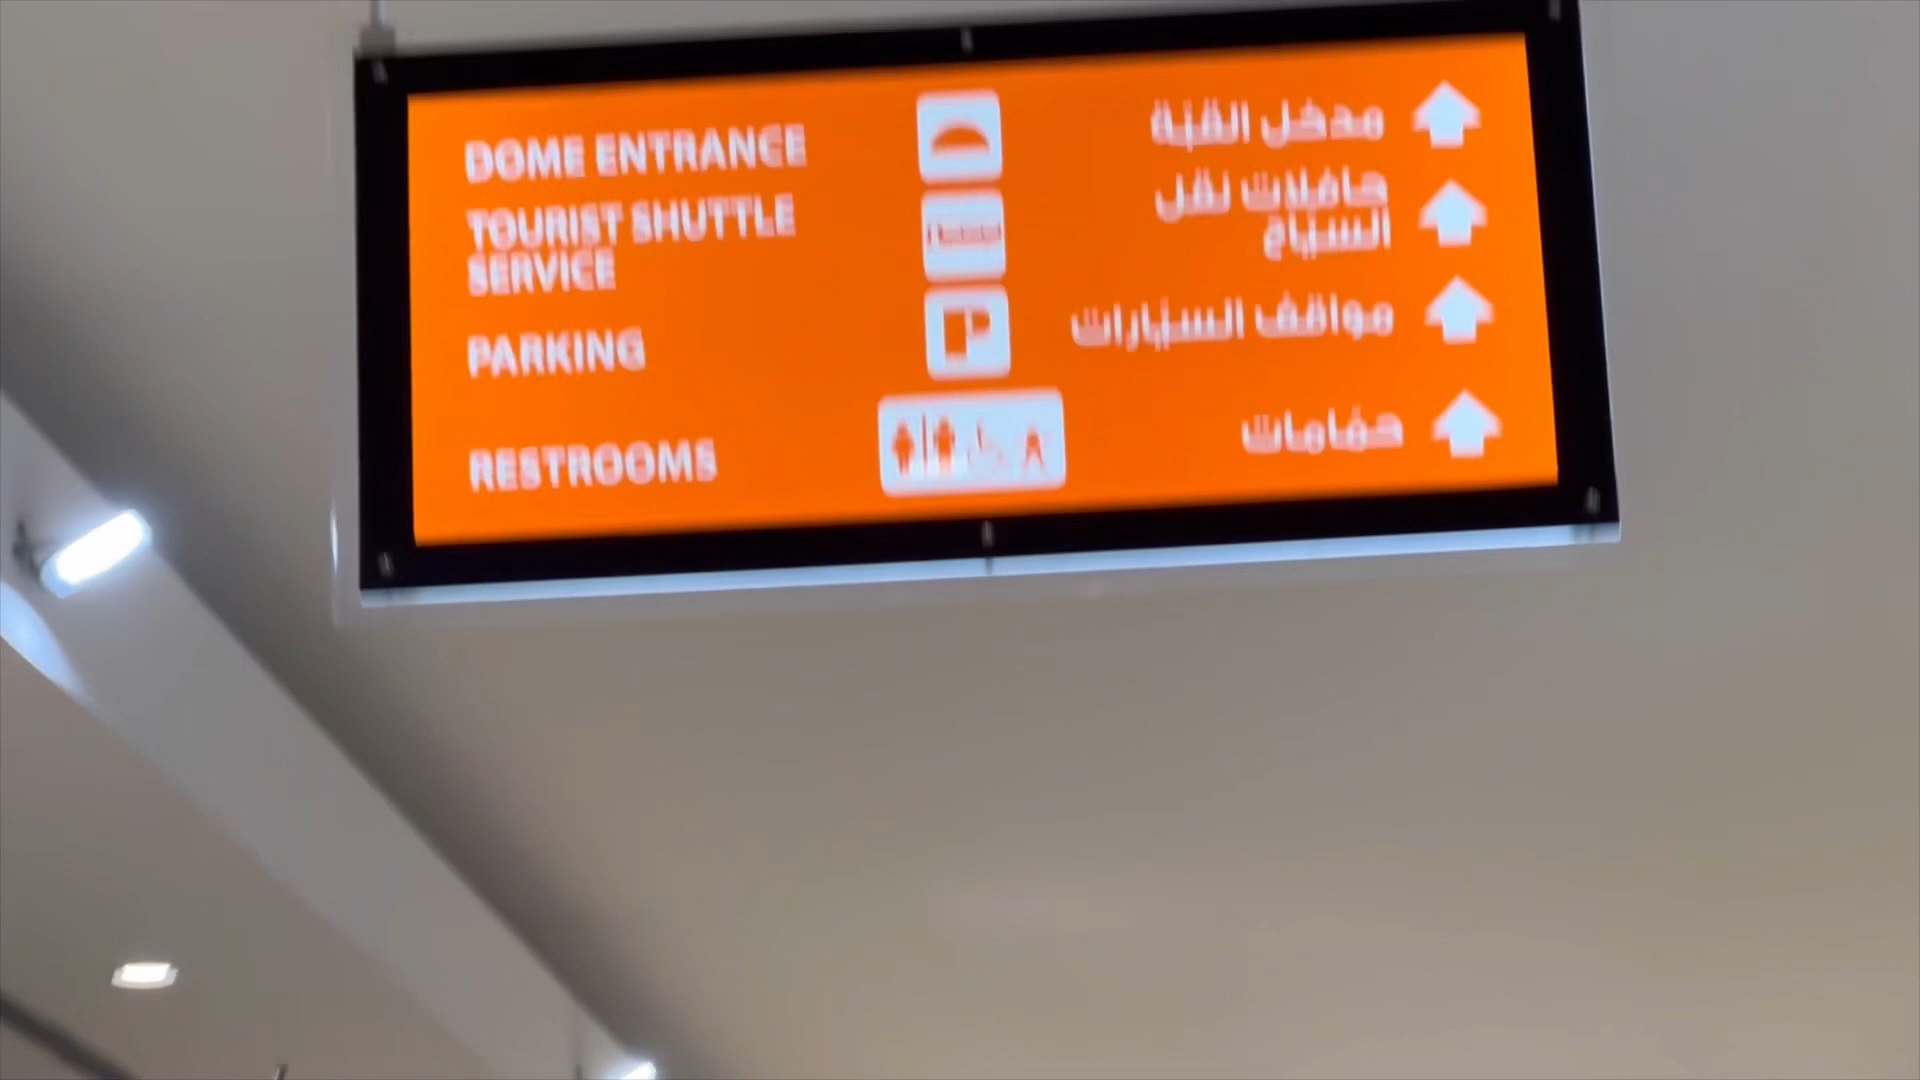 DOME ENTRANCE
مدخل القبة
TOURIST SHUTTLE
SERVICE
حافلات نقل
السياح
PARKING
P
مواقف السيارات
RESTROOMS
حمامات